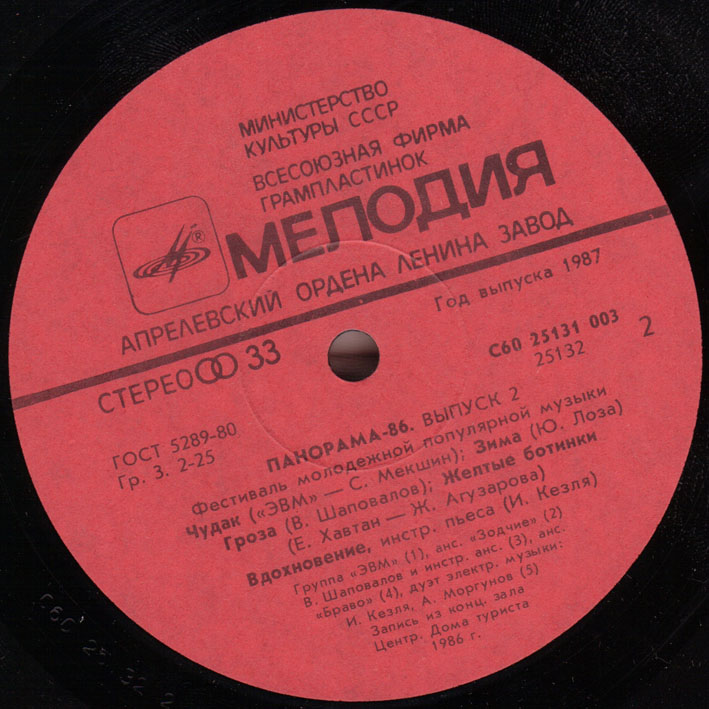 МИНИСТЕРСТВО
КУЛЬТУРЫ СССР
ВСЕСОЮЗНАЯ ФИРМА
ГРАМПЛАСТИНОК
®
МЕЛОДИЯ
АПРЕЛЕВСКИЙ ОРДЕНА ЛЕНИНА ЗАВОД
СТЕРЕО 33
Год выпуска 1987
С60 25131 003
25132
2
ГОСТ 5289-80
Гр. 3. 2-25
ПАНОРАМА-86. ВЫПУСК 2
Фестиваль молодежной популярной музыки
Чудак («ЭВМ» — С. Мекшин); Зима (Ю. Лоза)
Гроза (В. Шаповалов); Желтые ботинки
(Е. Хавтан — Ж. Агузарова)
Вдохновение, инстр. пьеса (И. Кезля)
Группа «ЭВМ» (1), анс. «Зодчие» (2)
В. Шаповалов и инстр. анс. (3), анс.
«Браво» (4), дуэт электр. музыки:
И. Кезля, А. Моргунов (5)
Запись из конц. зала
Центр. Дома туриста
1986 г.